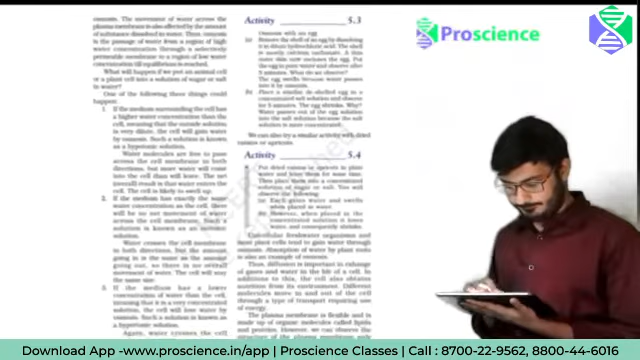 osmosis. The movement of water across the
plasma membrane is also affected by the amount
of substance dissolved in water. Thus, osmosis
is the passage of water from a region of high
water concentration through a selectively
permeable membrane to a region of low water
concentration till equilibrium is reached.
What will happen if we put an animal cell
or a plant cell into a solution of sugar or salt
in water?
One of the following three things could
happen:
1. If the medium surrounding the cell has
a higher water concentration than the
cell, meaning that the outside solution
is very dilute, the cell will gain water
by osmosis. Such a solution is known
as a hypotonic solution.
Water molecules are free to pass
across the cell membrane in both
directions, but more water will come
into the cell than will leave. The net
(overall) result is that water enters the
cell. The cell is likely to swell up.
2. If the medium has exactly the same
water concentration as the cell, there
will be no net movement of water
across the cell membrane. Such a
solution is known as an isotonic
solution.
Water crosses the cell membrane
in both directions, but the amount
going in is the same as the amount
going out, so there is no overall
movement of water. The cell will stay
the same size.
3. If the medium has a lower
concentration of water than the cell,
meaning that it is a very concentrated
solution, the cell will lose water by
osmosis. Such a solution is known as
a hypertonic solution.
Again, water crosses the cell
Activity 5.3
Osmosis with an egg
(a) Remove the shell of an egg by dissolving
it in dilute hydrochloric acid. The shell
is mostly calcium carbonate. A thin
outer skin now encloses the egg. Put
the egg in pure water and observe after
5 minutes. What do we observe?
The egg swells because water passes
into it by osmosis.
(b) Place a similar de-shelled egg in a
concentrated salt solution and observe
for 5 minutes. The egg shrinks. Why?
Water passes out of the egg solution
into the salt solution because the salt
solution is more concentrated.
We can also try a similar activity with dried
raisins or apricots.
Activity 5.4
• Put dried raisins or apricots in plain
water and leave them for some time.
Then place them into a concentrated
solution of sugar or salt. You will
observe the following:
(a) Each gains water and swells
when placed in water.
(b) However, when placed in the
concentrated solution it loses
water, and consequently shrinks.
Unicellular freshwater organisms and
most plant cells tend to gain water through
osmosis. Absorption of water by plant roots
is also an example of osmosis.
Thus, diffusion is important in exchange
of gases and water in the life of a cell. In
additions to this, the cell also obtains
nutrition from its environment. Different
molecules move in and out of the cell
through a type of transport requiring use
of energy.
The plasma membrane is flexible and is
made up of organic molecules called lipids
and proteins. However, we can observe the
structure of the plasma membrane only
Proscience
Download App -www.proscience.in/app | Proscience Classes | Call : 8700-22-9562, 8800-44-6016